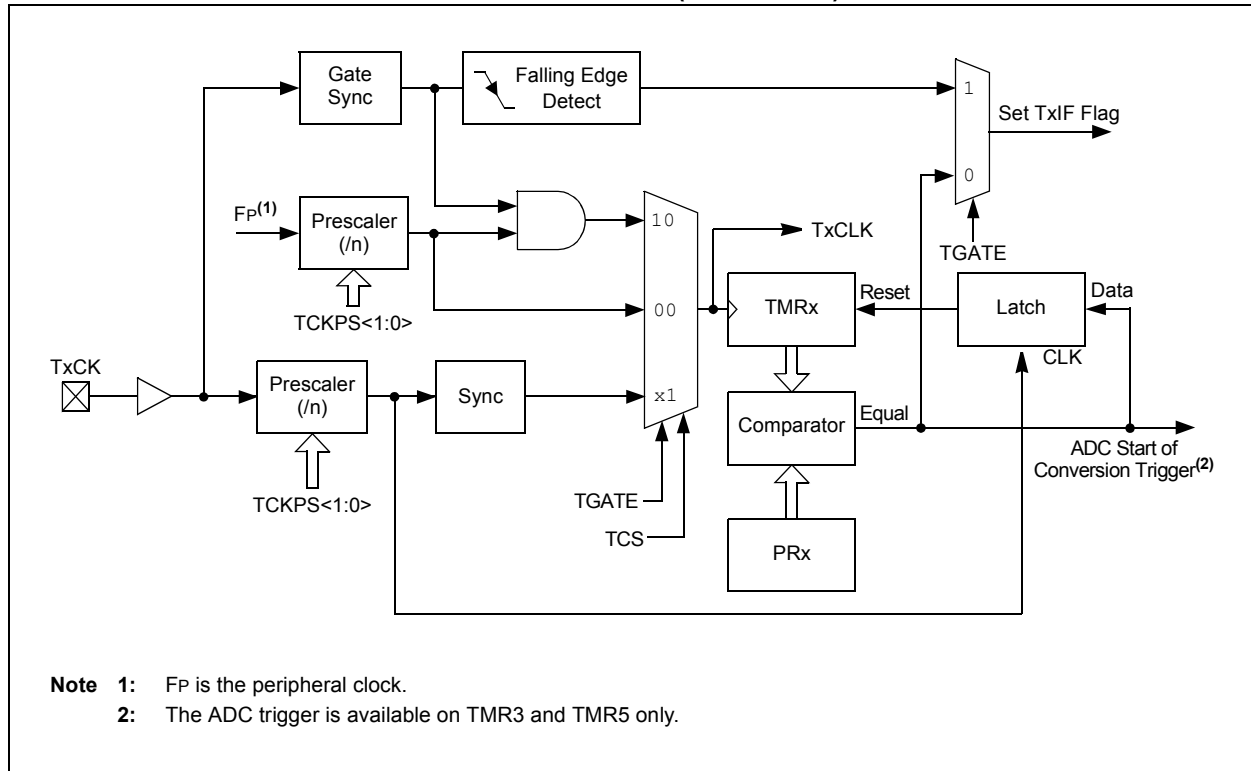 Gate
Sync
Falling Edge
Detect
1
Set TxIF Flag
0
TGATE
FP(1)
Prescaler
(/n)
TCKPS<1:0>
10
00
x1
TxCLK
TMRx
Reset
Latch
Data
CLK
TxCK
Prescaler
(/n)
TCKPS<1:0>
Sync
Comparator
Equal
ADC Start of
Conversion Trigger(2)
TGATE
TCS
PRx
Note 1: FP is the peripheral clock.
2: The ADC trigger is available on TMR3 and TMR5 only.